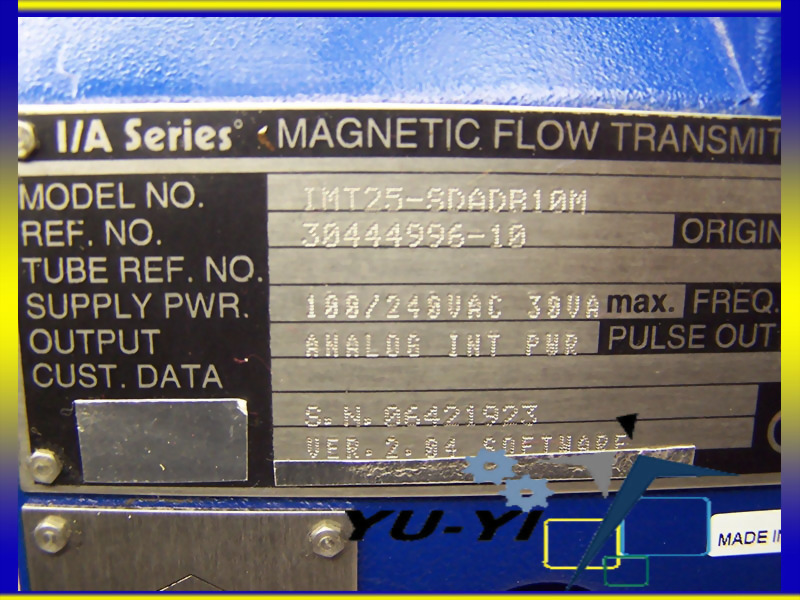 I/A Series® MAGNETIC FLOW TRANSMIT
MODEL NO. IMT25-SDADR10M
REF. NO. 30444996-10 ORIGIN
TUBE REF. NO.
SUPPLY PWR. 100/240VAC 30VA max. FREQ.
OUTPUT ANALOG INT PWR PULSE OUT
CUST. DATA
S.N. 06421923
VER.2.04 SOFTWARE
YU-YI
MADE IN